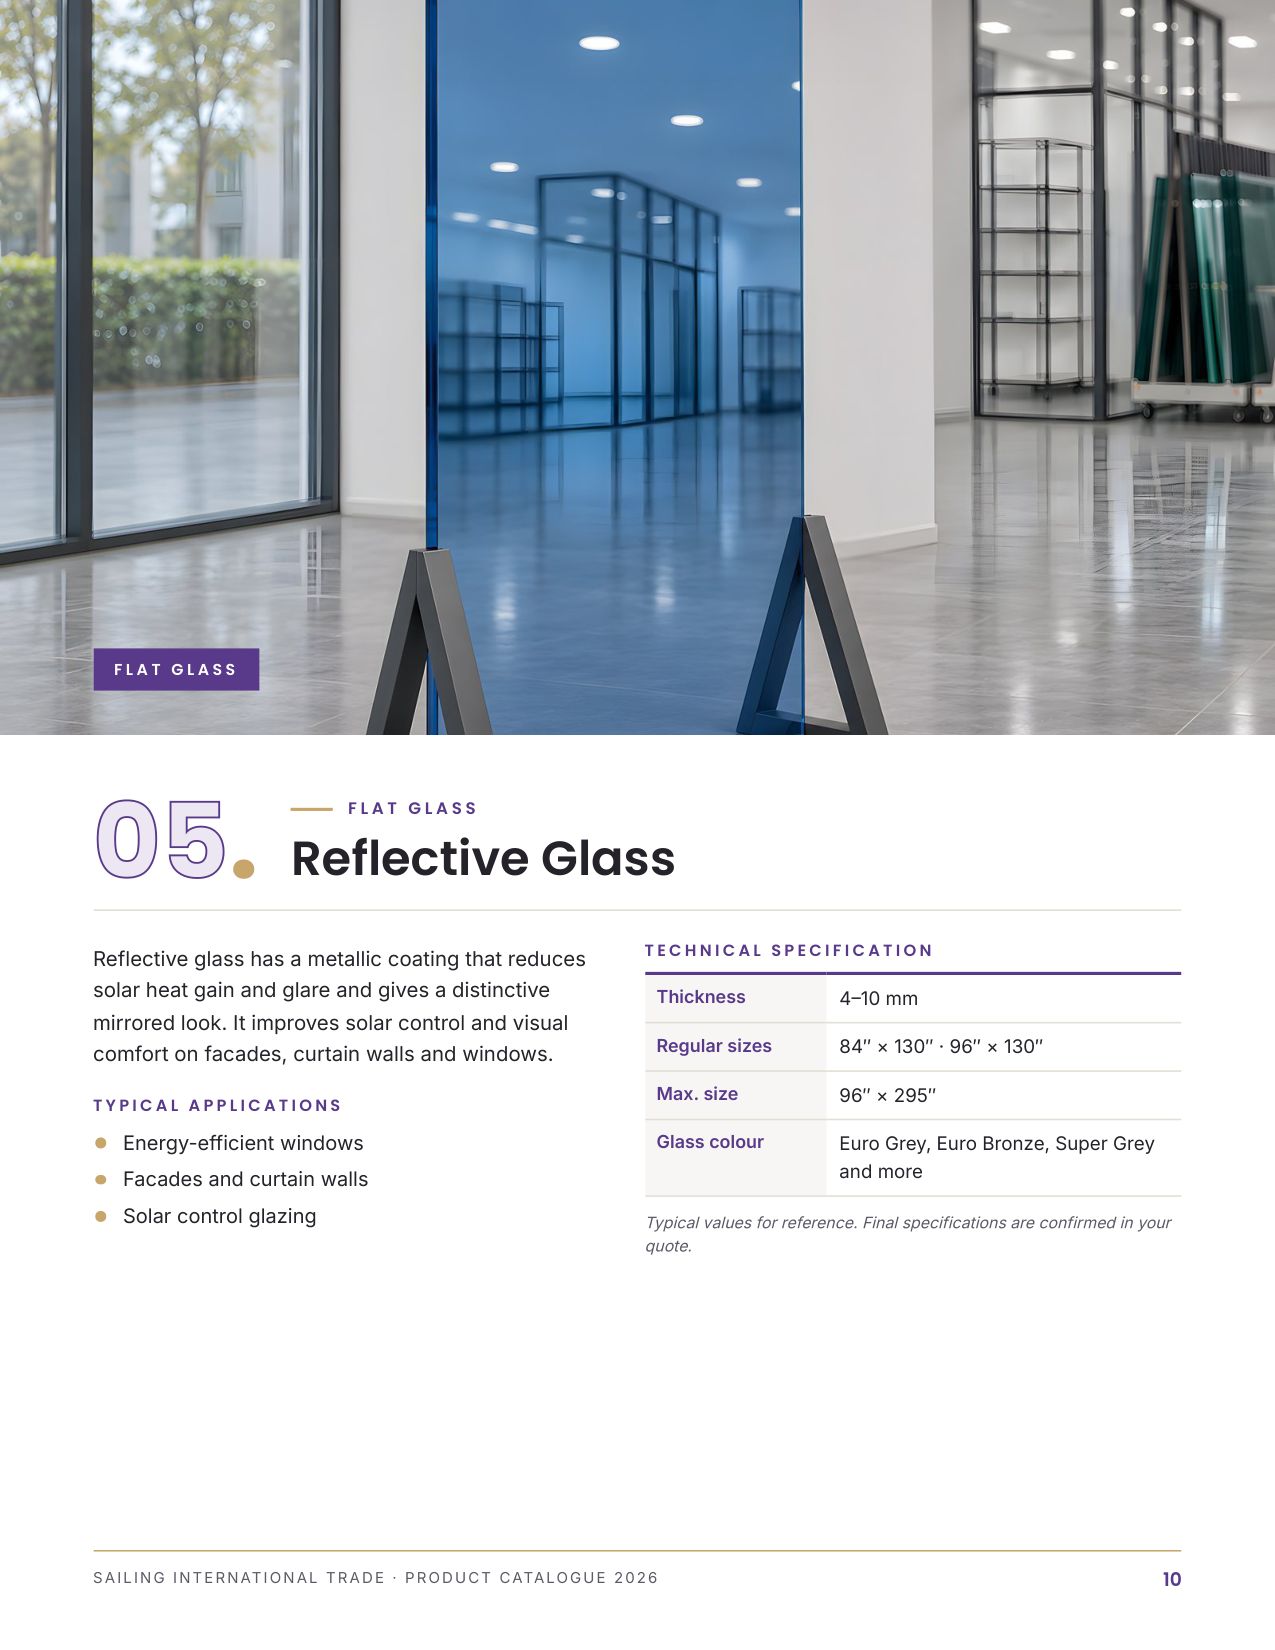 FLAT GLASS
05.
FLAT GLASS
Reflective Glass
Reflective glass has a metallic coating that reduces
solar heat gain and glare and gives a distinctive
mirrored look. It improves solar control and visual
comfort on facades, curtain walls and windows.
TYPICAL APPLICATIONS
Energy-efficient windows
Facades and curtain walls
Solar control glazing
TECHNICAL SPECIFICATION
Thickness 4–10 mm
Regular sizes 84″ × 130″ · 96″ × 130″
Max. size 96″ × 295″
Glass colour Euro Grey, Euro Bronze, Super Grey
and more
Typical values for reference. Final specifications are confirmed in your
quote.
SAILING INTERNATIONAL TRADE · PRODUCT CATALOGUE 2026
10